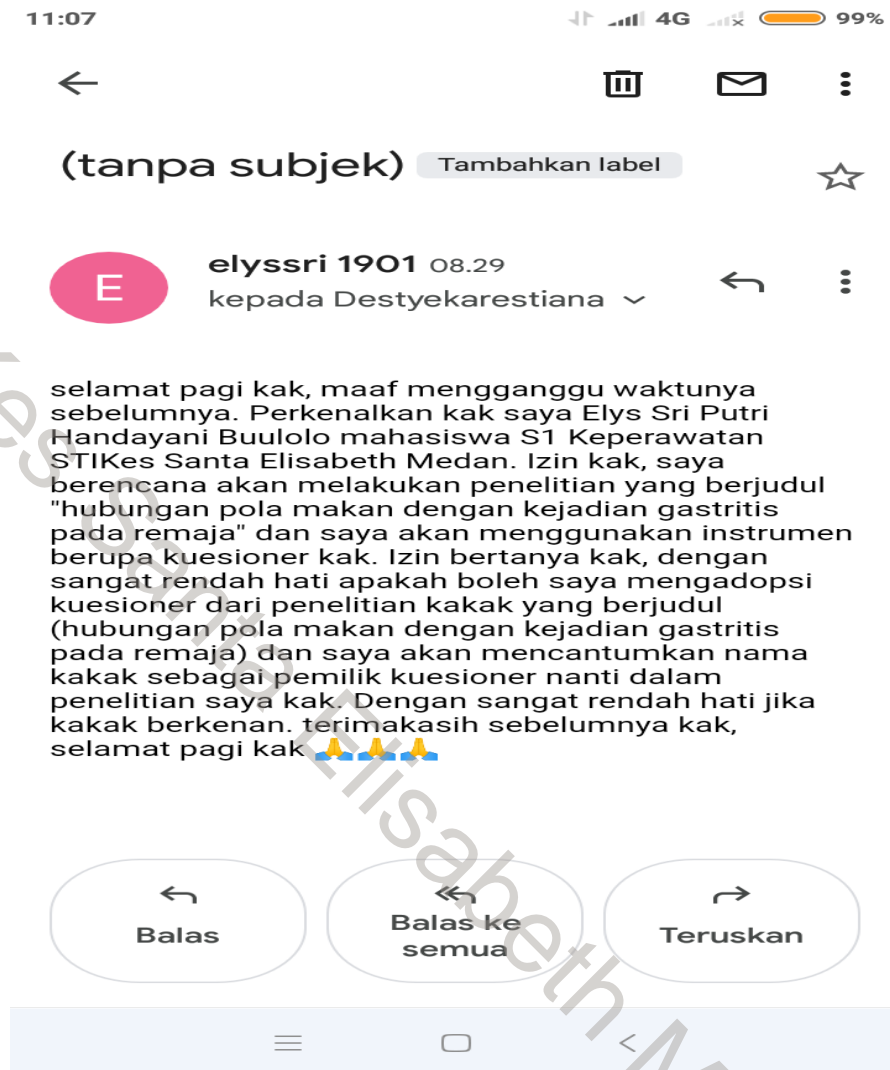 11:07 4G 99%
(tanpa subjek) Tambahkan label
E
elyssri 1901 08.29
kepada Destyekarestiana
selamat pagi kak, maaf mengganggu waktunya
sebelumnya. Perkenalkan kak saya Elys Sri Putri
Handayani Buulolo mahasiswa S1 Keperawatan
STIKes Santa Elisabeth Medan. Izin kak, saya
berencana akan melakukan penelitian yang berjudul
"hubungan pola makan dengan kejadian gastritis
pada remaja" dan saya akan menggunakan instrumen
berupa kuesioner kak. Izin bertanya kak, dengan
sangat rendah hati apakah boleh saya mengadopsi
kuesioner dari penelitian kakak yang berjudul
(hubungan pola makan dengan kejadian gastritis
pada remaja) dan saya akan mencantumkan nama
kakak sebagai pemilik kuesioner nanti dalam
penelitian saya kak. Dengan sangat rendah hati jika
kakak berkenan. terimakasih sebelumnya kak,
selamat pagi kak 🙏🙏🙏
Balas
Balas ke
semua
Teruskan
Santa Elisabeth